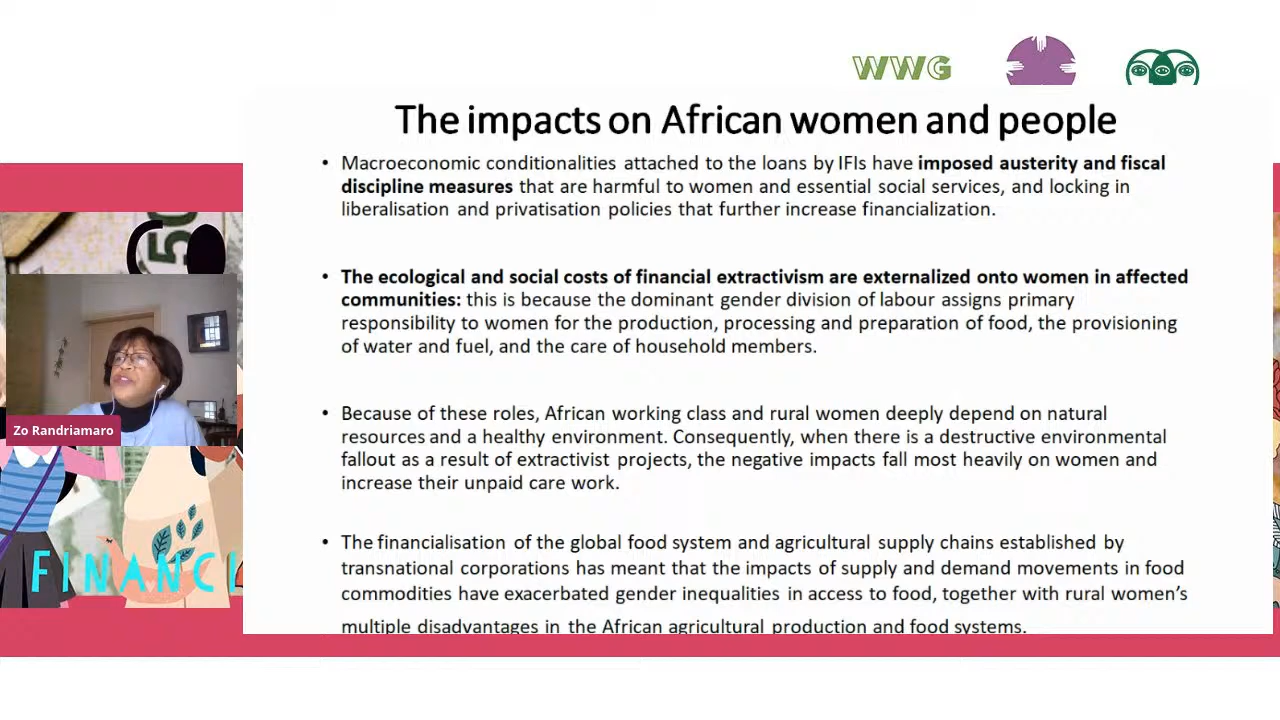 WWG
The impacts on African women and people
• Macroeconomic conditionalities attached to the loans by IFIs have imposed austerity and fiscal
discipline measures that are harmful to women and essential social services, and locking in
liberalisation and privatisation policies that further increase financialization.
• The ecological and social costs of financial extractivism are externalized onto women in affected
communities: this is because the dominant gender division of labour assigns primary
responsibility to women for the production, processing and preparation of food, the provisioning
of water and fuel, and the care of household members.
• Because of these roles, African working class and rural women deeply depend on natural
resources and a healthy environment. Consequently, when there is a destructive environmental
fallout as a result of extractivist projects, the negative impacts fall most heavily on women and
increase their unpaid care work.
• The financialisation of the global food system and agricultural supply chains established by
transnational corporations has meant that the impacts of supply and demand movements in food
commodities have exacerbated gender inequalities in access to food, together with rural women's
multiple disadvantages in the African agricultural production and food systems.
50
Zo Randriamaro
FINANCI